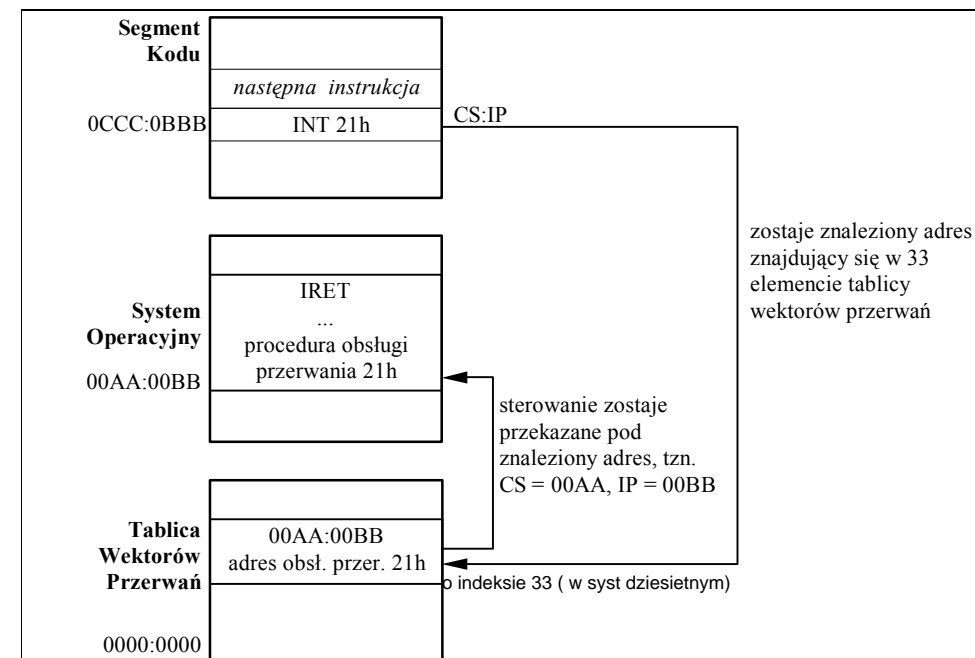 Segment
Kodu
następna instrukcja
0CCC:0BBB
INT 21h
CS:IP
zostaje znaleziony adres
znajdujący się w 33
elemencie tablicy
wektorów przerwań
System
Operacyjny
00AA:00BB
IRET
...
procedura obsługi
przerwania 21h
sterowanie zostaje
przekazane pod
znaleziony adres, tzn.
CS = 00AA, IP = 00BB
Tablica
Wektorów
Przerwań
00AA:00BB
adres obsł. przer. 21h
o indeksie 33 ( w syst dziesietnym)
0000:0000